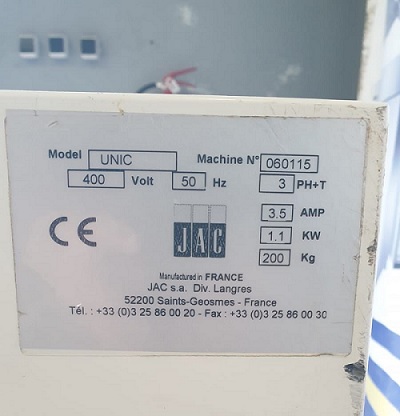 Model UNIC Machine N° 060115
400 Volt 50 Hz 3 PH+T
3.5 AMP
CE JAC 1.1 KW
200 Kg
Manufactured in FRANCE
JAC s.a. Div. Langres
52200 Saints-Geosmes - France
Tél. : +33 (0)3 25 86 00 20 - Fax : +33 (0)3 25 86 00 30